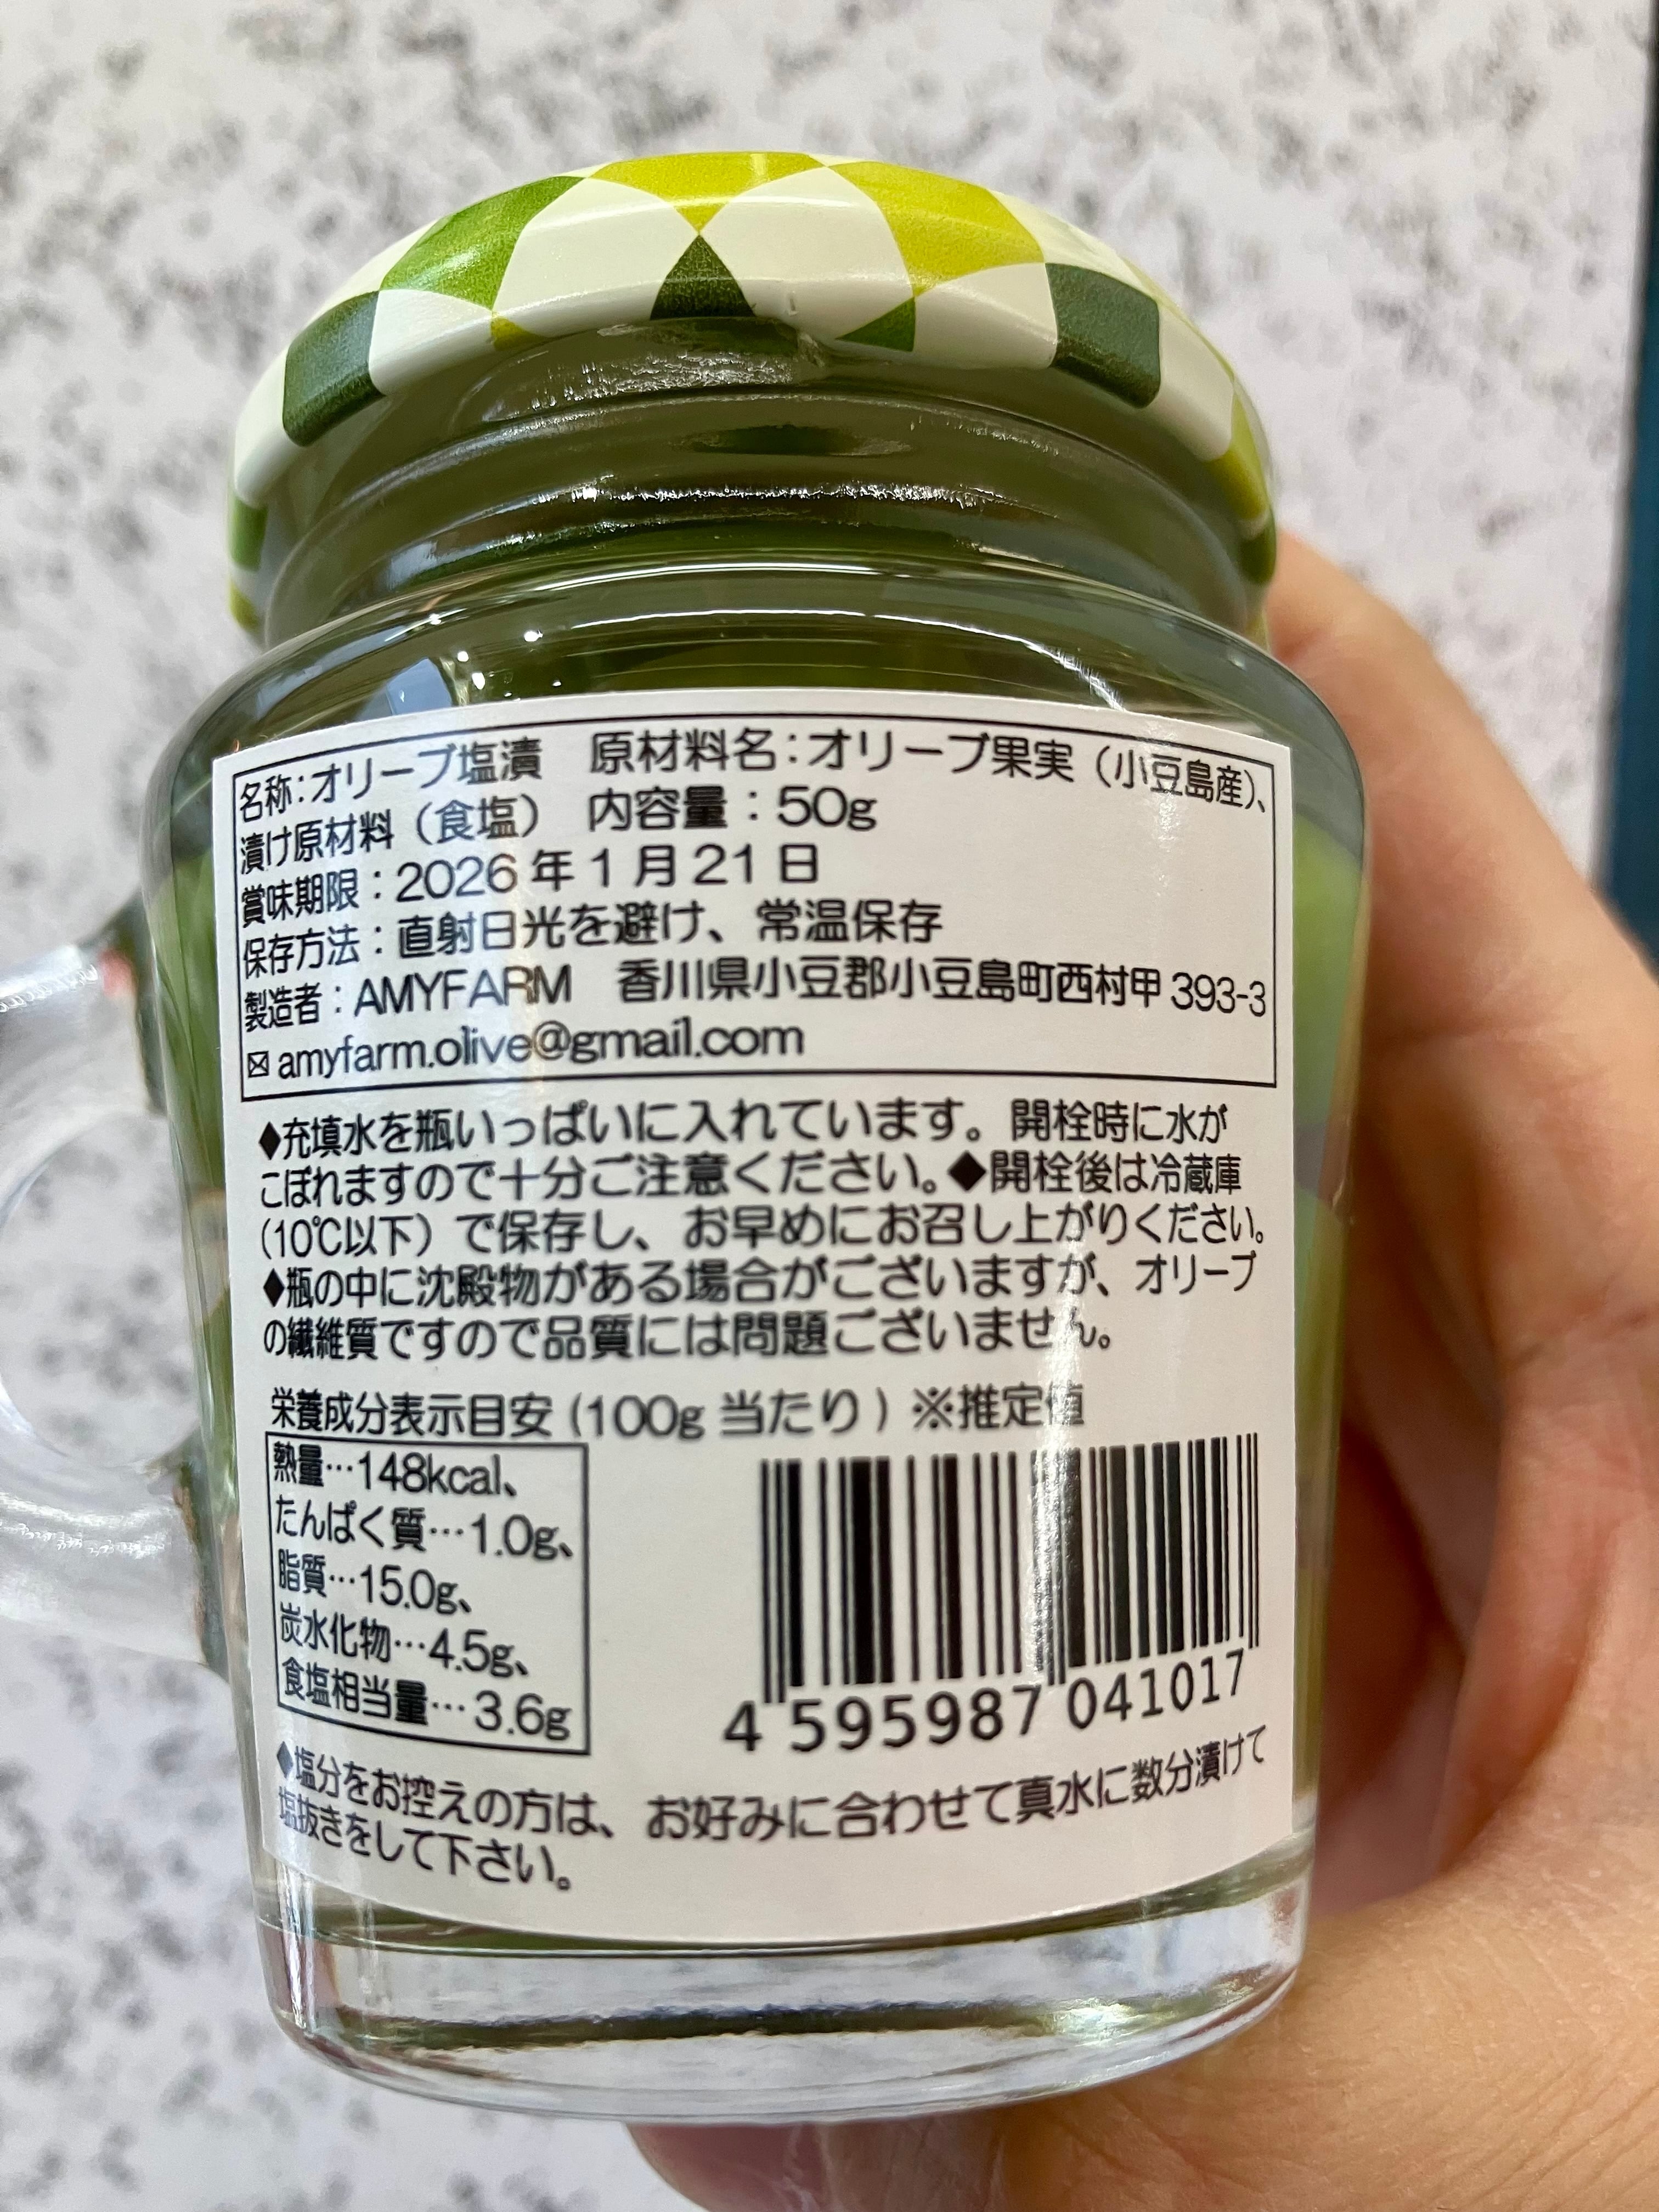 名称：オリーブ塩漬　原材料名：オリーブ果実（小豆島産）、
漬け原材料（食塩）　内容量：50g
賞味期限：2026年1月21日
保存方法：直射日光を避け、常温保存
製造者：AMYFARM　香川県小豆郡小豆島町西村甲393-3
✉amyfarm.olive@gmail.com
◆充填水を瓶いっぱいに入れています。開栓時に水が
こぼれますので十分ご注意ください。◆開栓後は冷蔵庫
(10℃以下）で保存し、お早めにお召し上がりください。
◆瓶の中に沈殿物がある場合がございますが、オリーブ
の繊維質ですので品質には問題ございません。
栄養成分表示目安(100g当たり)※推定値
熱量…148kcal、
たんぱく質…1.0g、
脂質…15.0g、
炭水化物…4.5g、
食塩相当量…3.6g
4 595987 041017
◆塩分をお控えの方は、お好みに合わせて真水に数分漬けて
塩抜きをして下さい。